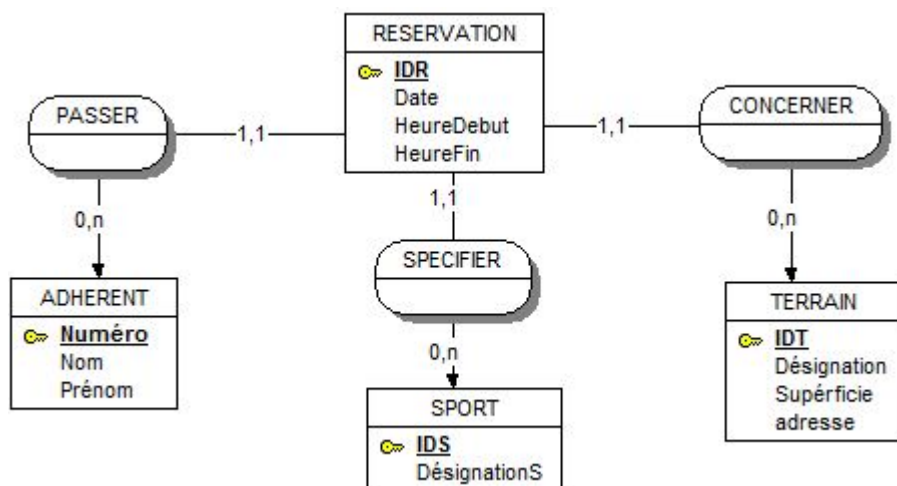 RESERVATION
IDR
Date
HeureDebut
HeureFin
PASSER
1,1
1,1
CONCERNER
1,1
0,n
0,n
SPECIFIER
ADHERENT
Numéro
Nom
Prénom
TERRAIN
IDT
Désignation
Supérficie
adresse
0,n
SPORT
IDS
DésignationS